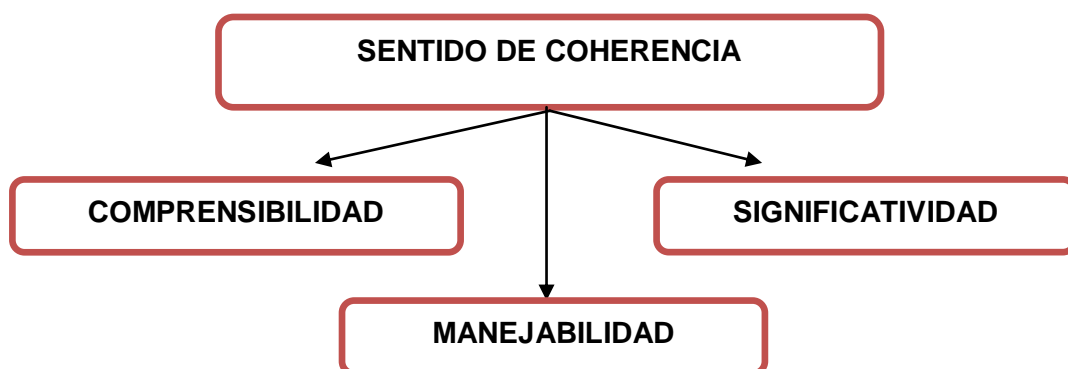 SENTIDO DE COHERENCIA
COMPRENSIBILIDAD
SIGNIFICATIVIDAD
MANEJABILIDAD